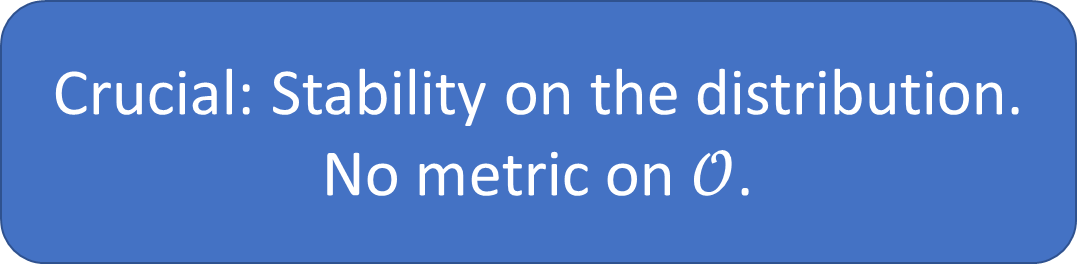 Crucial: Stability on the distribution.
No metric on 𝒪.